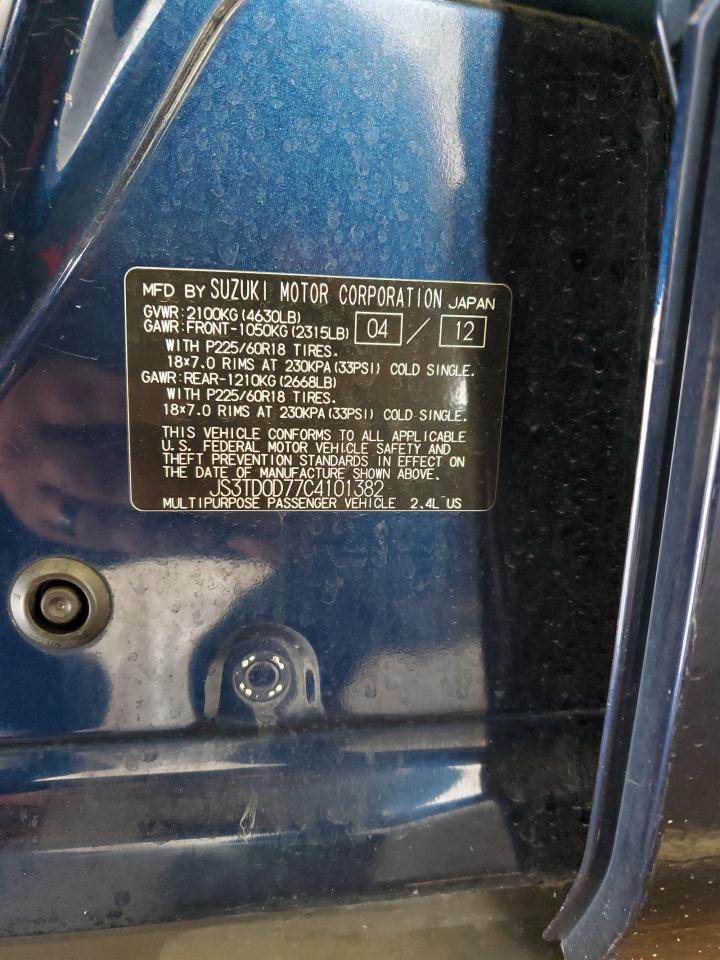 MFD BY SUZUKI MOTOR CORPORATION JAPAN
GVWR:2100KG(4630LB)
GAWR:FRONT-1050KG(2315LB) 04 / 12
WITH P225/60R18 TIRES.
18×7.0 RIMS AT 230KPA(33PSI) COLD SINGLE.
GAWR:REAR-1210KG(2668LB)
WITH P225/60R18 TIRES.
18×7.0 RIMS AT 230KPA(33PSI) COLD SINGLE.
THIS VEHICLE CONFORMS TO ALL APPLICABLE
U.S. FEDERAL MOTOR VEHICLE SAFETY AND
THEFT PREVENTION STANDARDS IN EFFECT ON
THE DATE OF MANUFACTURE SHOWN ABOVE.
JS3TD0D77C4101382
MULTIPURPOSE PASSENGER VEHICLE 2.4L US